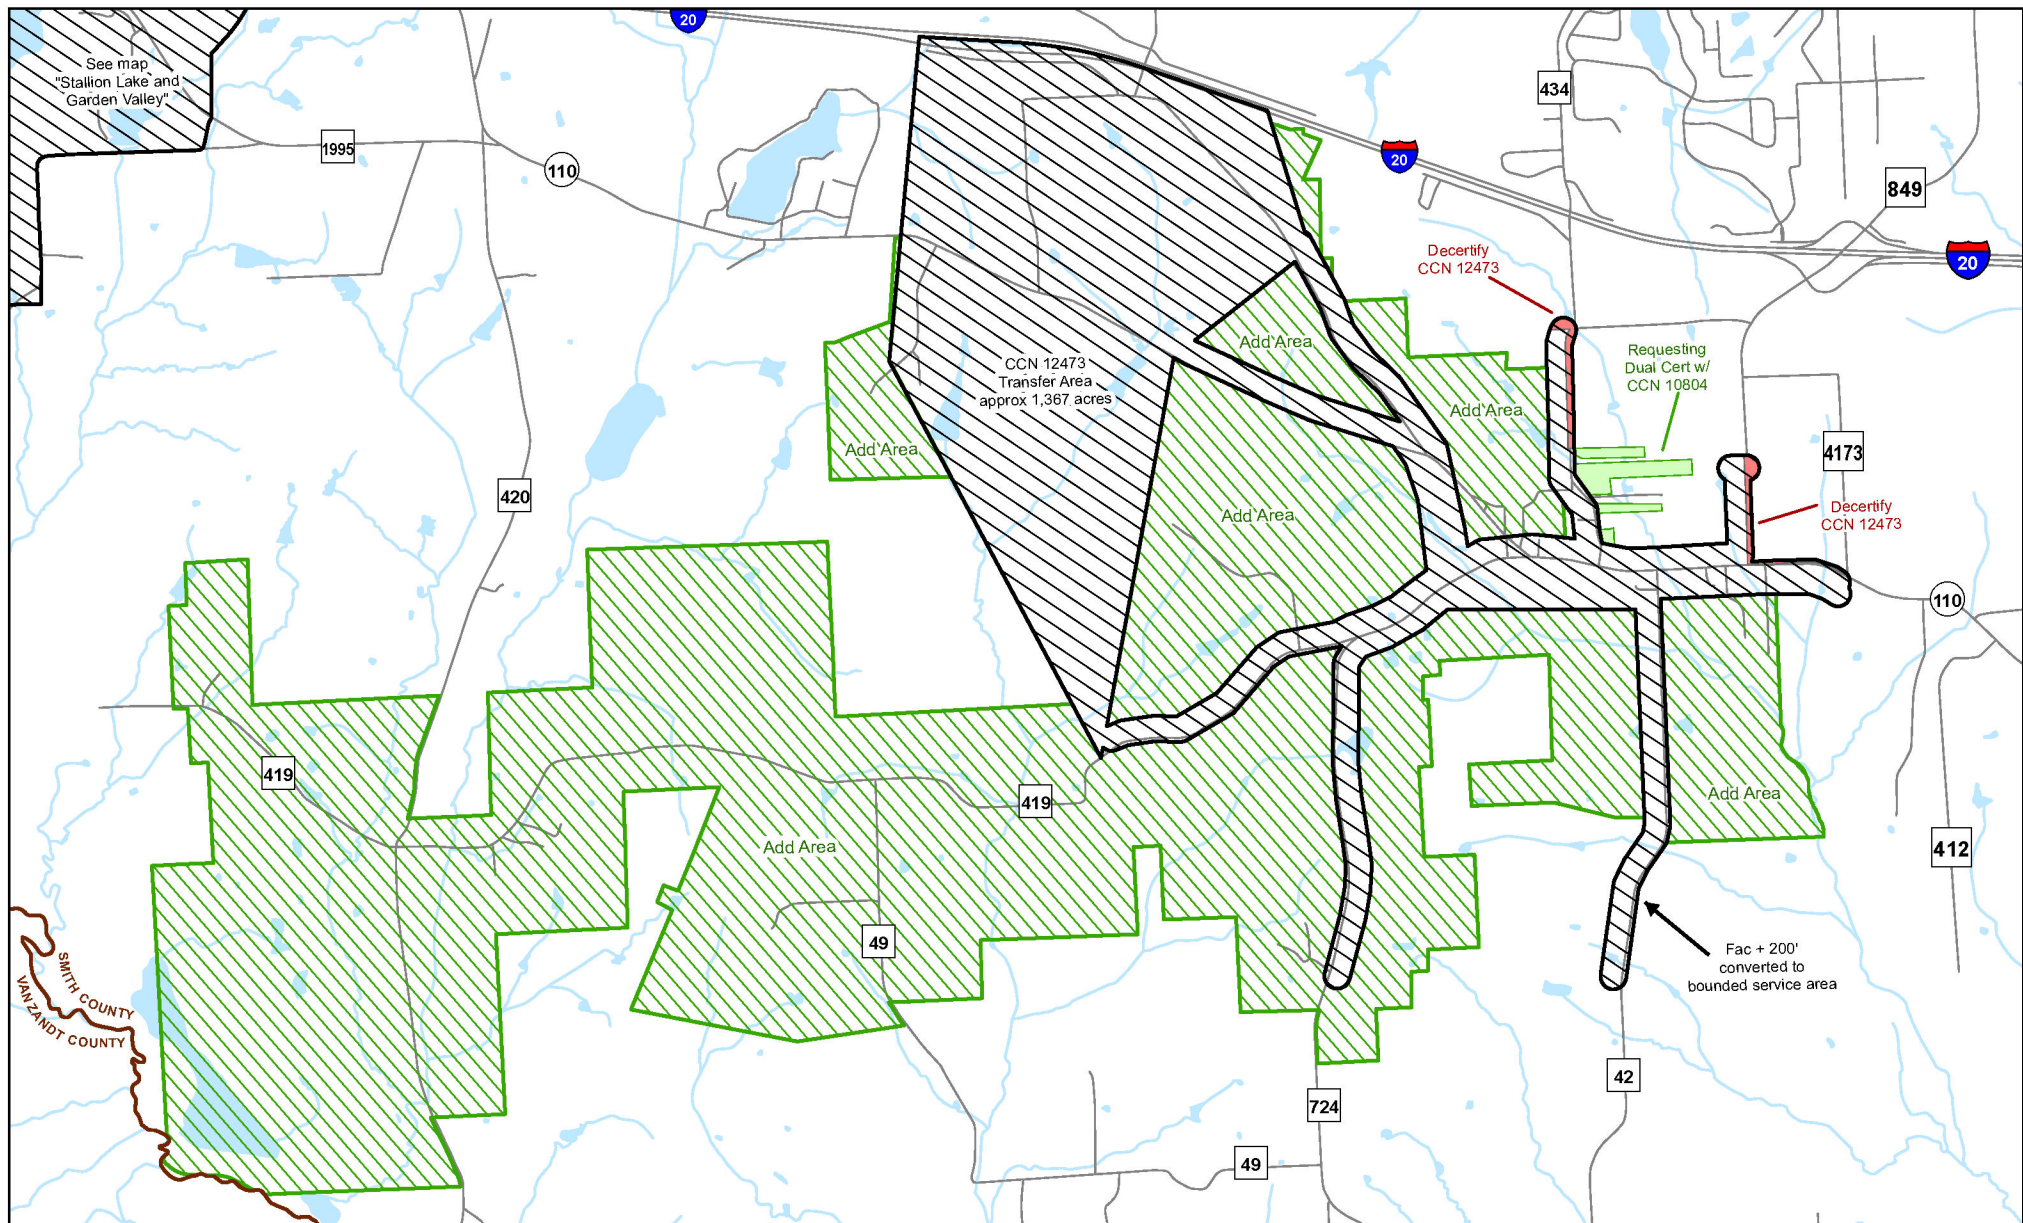 20
See map
"Stallion Lake and
Garden Valley"
434
1995
20
110
849
Decertify
CCN 12473
20
Add Area
Requesting
Dual Cert w/
CCN 10804
CCN 12473
Transfer Area
approx 1,367 acres
Add Area
Add Area
4173
420
Add Area
Decertify
CCN 12473
110
419
419
Add Area
Add Area
412
49
Fac + 200'
converted to
bounded service area
SMITH COUNTY
VAN ZANDT COUNTY
42
724
49